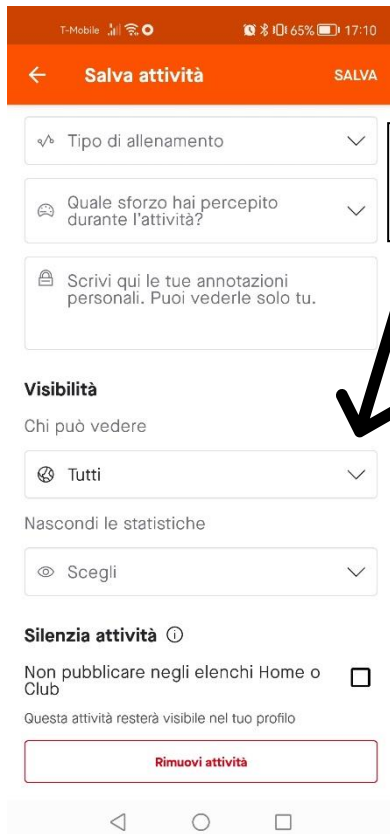 T-Mobile 65% 17:10
Salva attività SALVA
Tipo di allenamento
Quale sforzo hai percepito
durante l'attività?
Scrivi qui le tue annotazioni
personali. Puoi vederle solo tu.
Visibilità
Chi può vedere
Tutti
Nascondi le statistiche
Scegli
Silenzia attività
Non pubblicare negli elenchi Home o
Club
Questa attività resterà visibile nel tuo profilo
Rimuovi attività